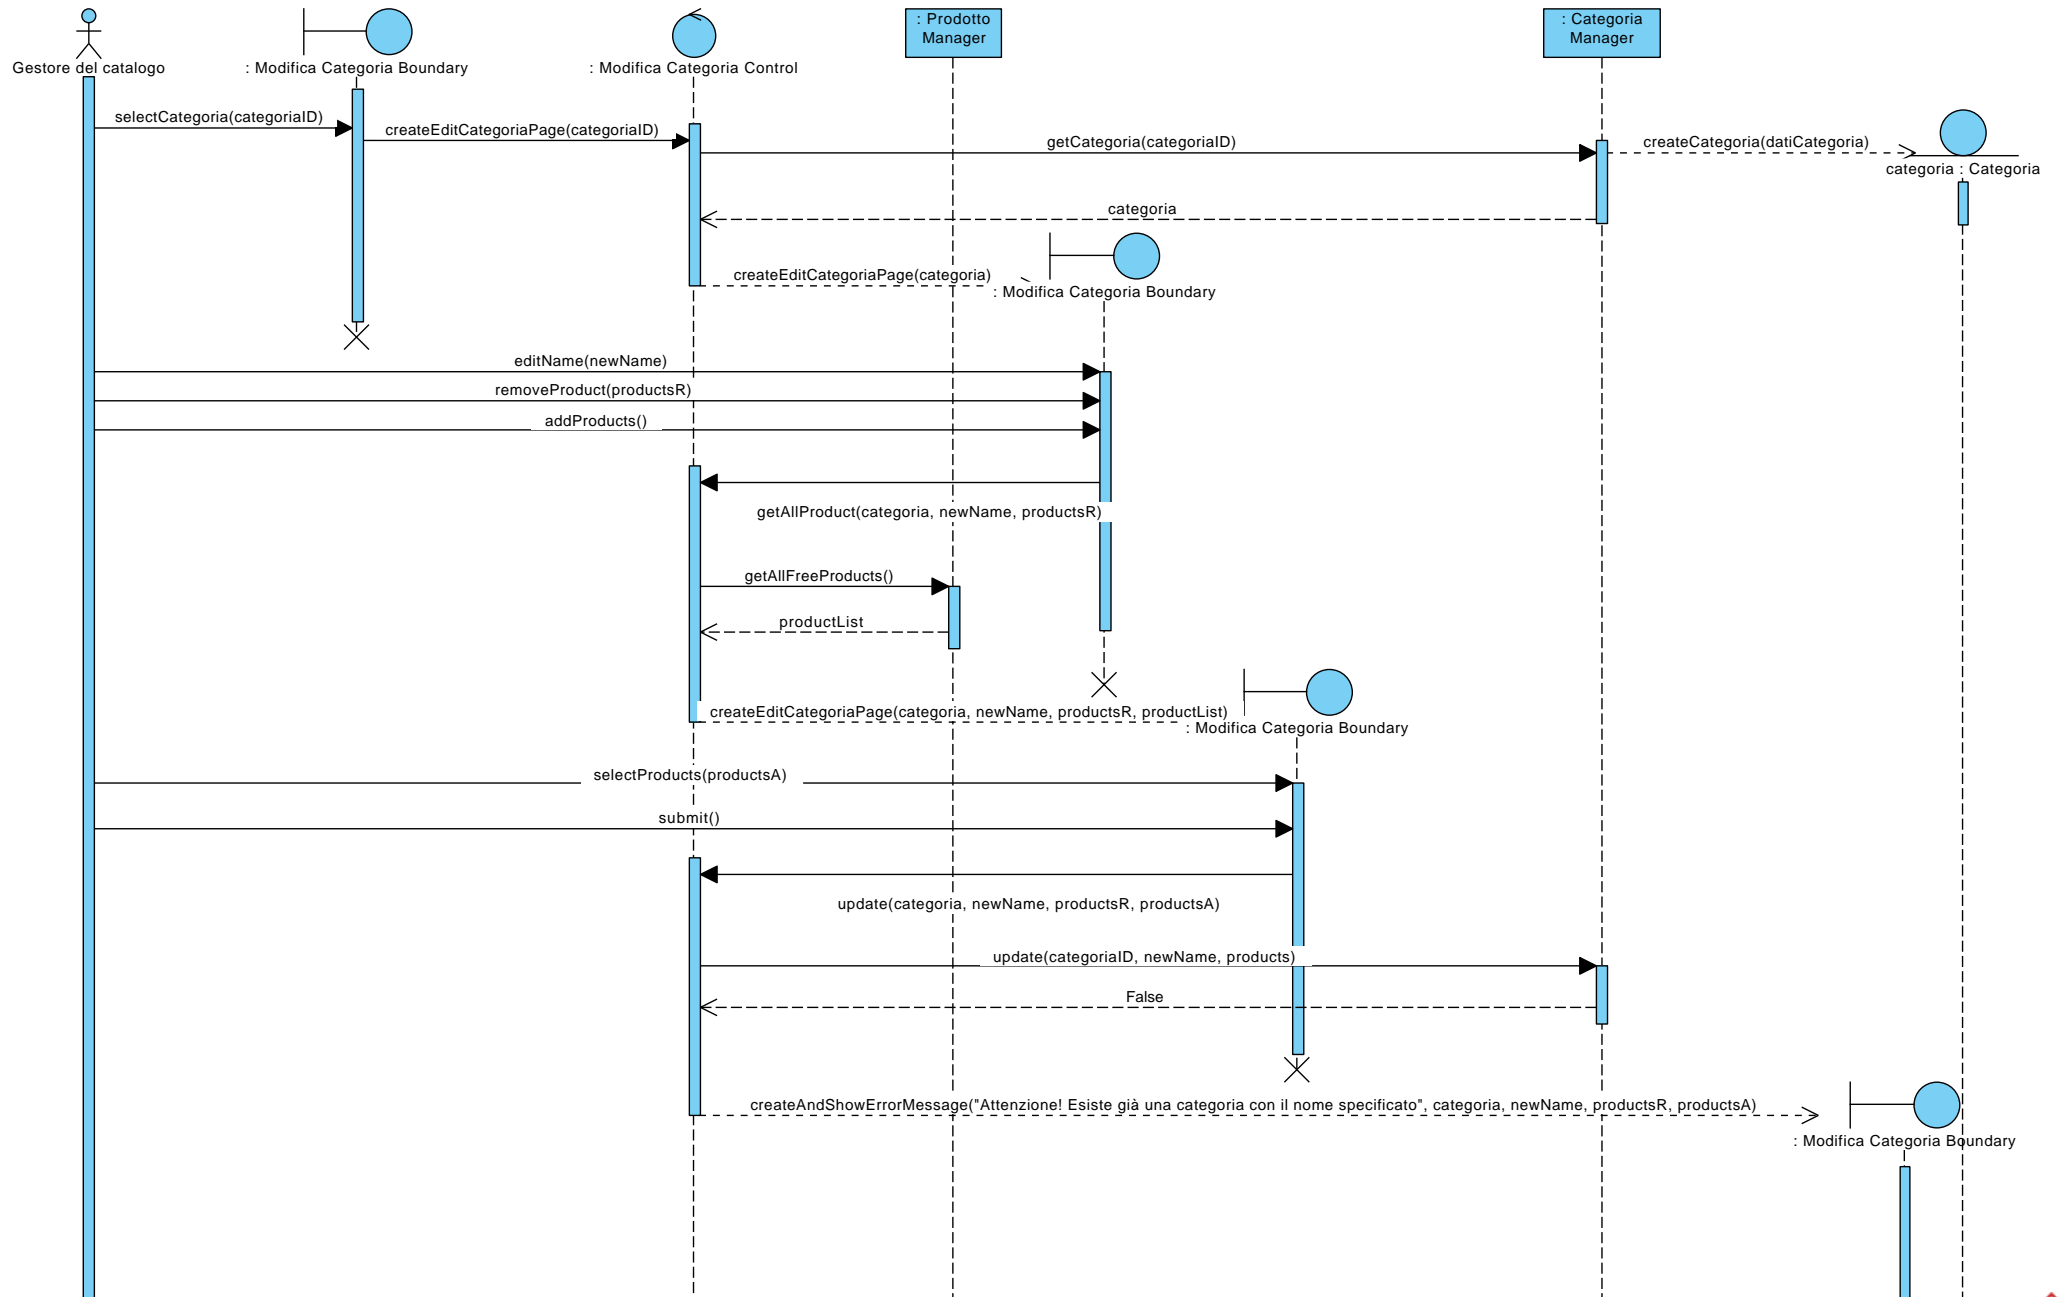 : Prodotto
Manager
: Categoria
Manager
Gestore del catalogo
: Modifica Categoria Boundary
: Modifica Categoria Control
selectCategoria(categoriaID)
createEditCategoriaPage(categoriaID)
getCategoria(categoriaID)
createCategoria(datiCategoria)
categoria : Categoria
categoria
createEditCategoriaPage(categoria)
: Modifica Categoria Boundary
editName(newName)
removeProduct(productsR)
addProducts()
getAllProduct(categoria, newName, productsR)
getAllFreeProducts()
productList
createEditCategoriaPage(categoria, newName, productsR, productList)
: Modifica Categoria Boundary
selectProducts(productsA)
submit()
update(categoria, newName, productsR, productsA)
update(categoriaID, newName, products)
False
createAndShowErrorMessage("Attenzione! Esiste già una categoria con il nome specificato", categoria, newName, productsR, productsA)
: Modifica Categoria Boundary